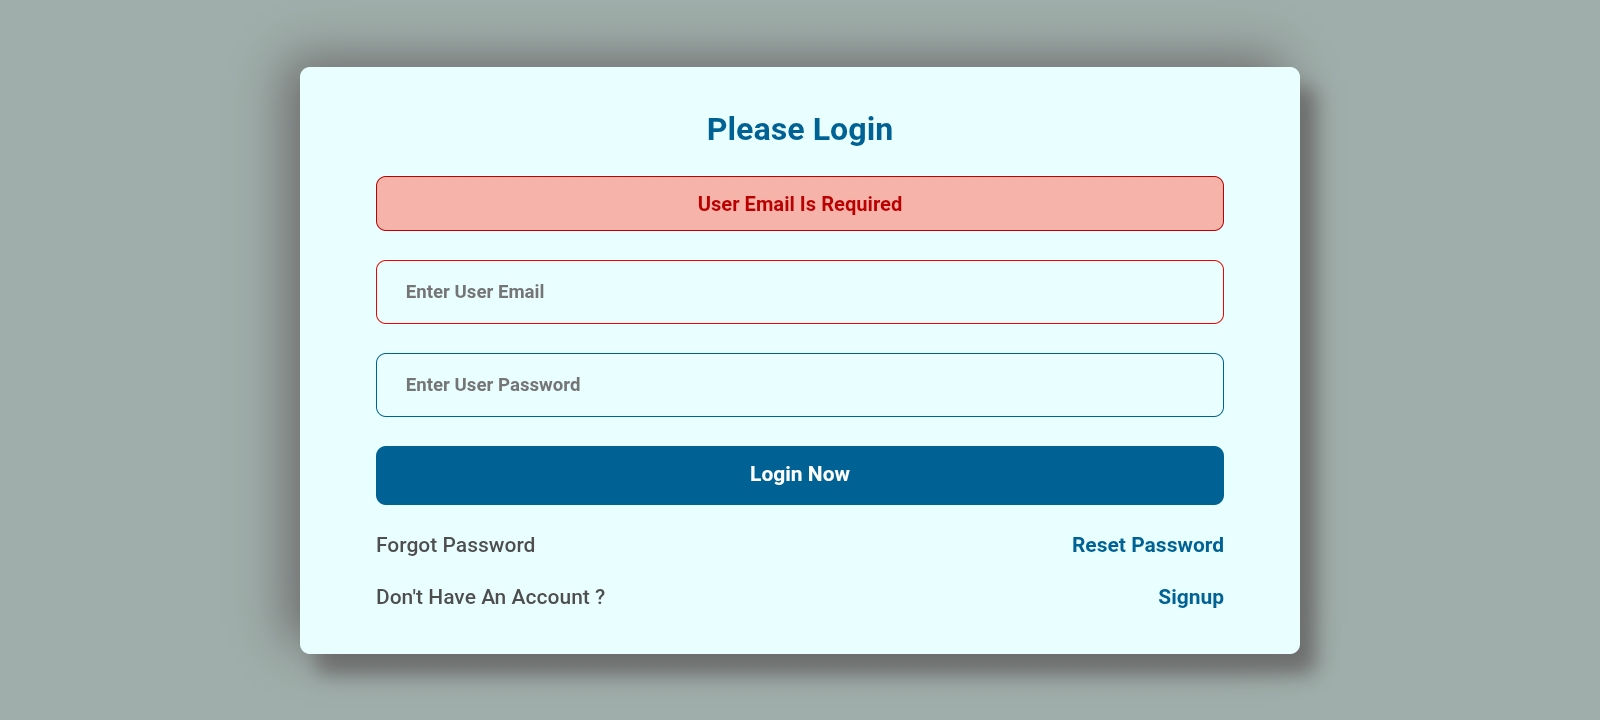 Please Login
User Email Is Required
Enter User Email
Enter User Password
Login Now
Forgot Password Reset Password
Don't Have An Account ? Signup